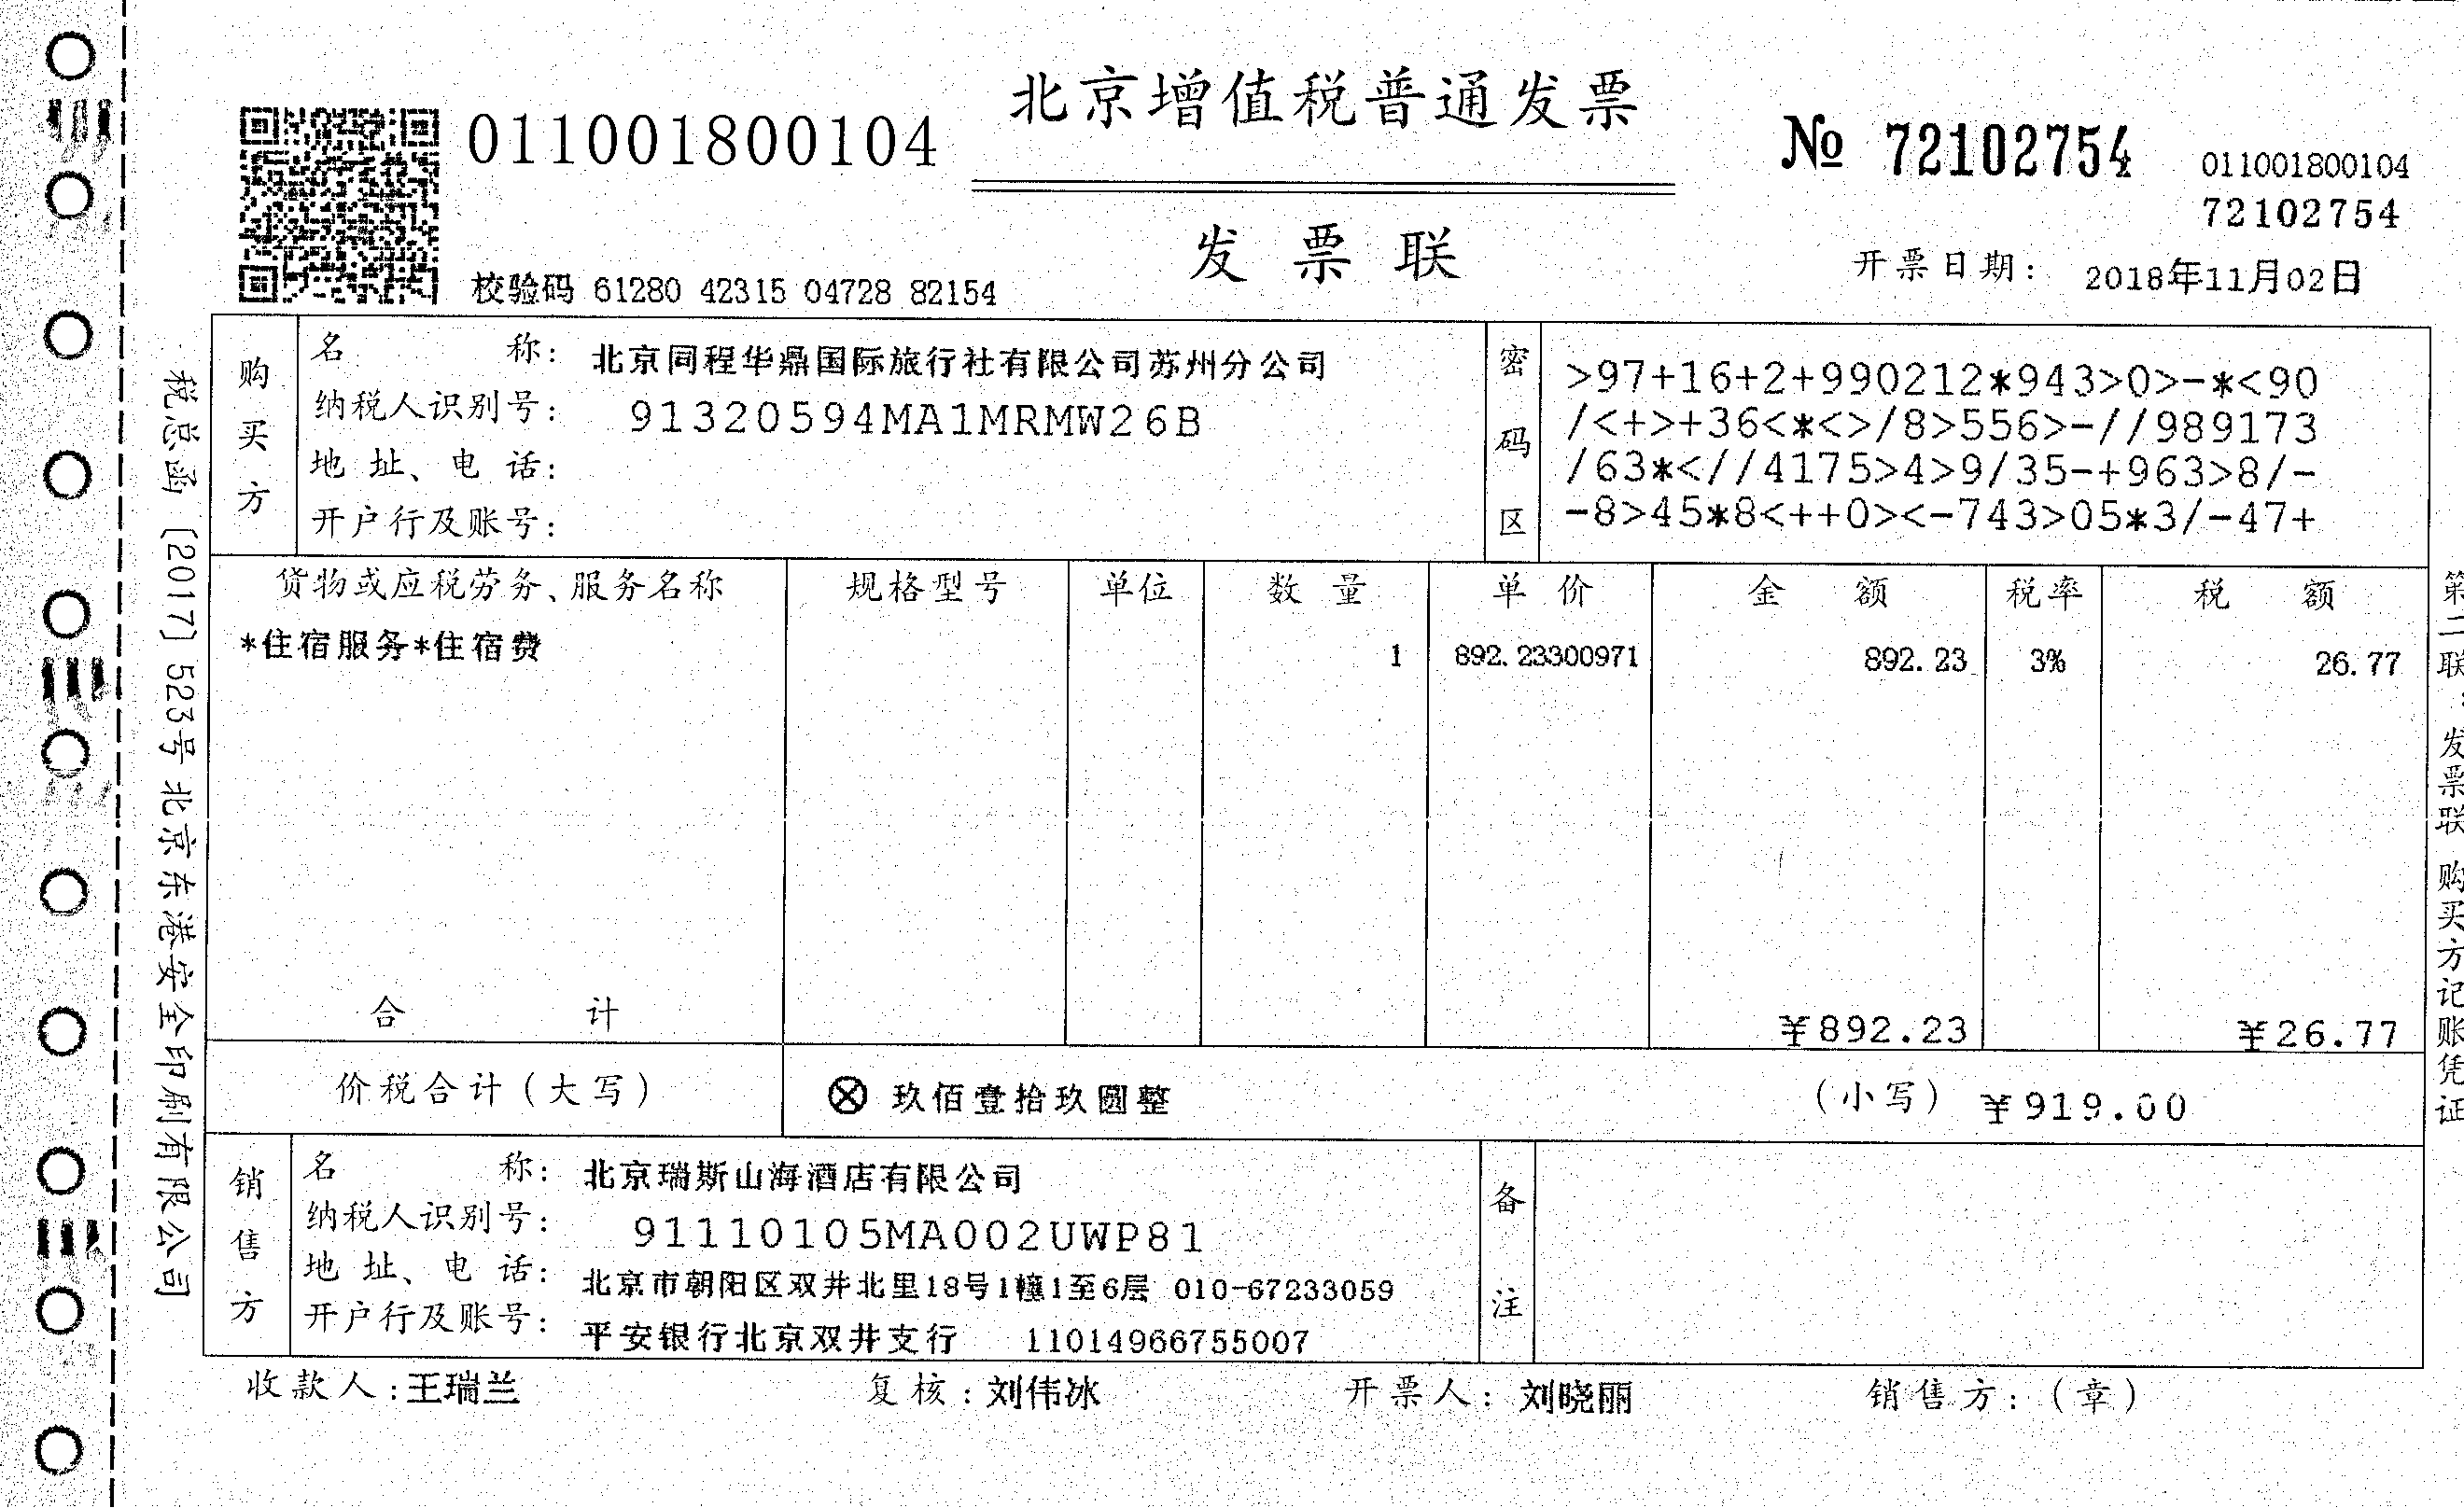 北京增值税普通发票
011001800104
№ 72102754
011001800104
72102754
发票联
校验码 61280 42315 04728 82154
开票日期: 2018年11月02日
购买方
名称: 北京同程华鼎国际旅行社有限公司苏州分公司
纳税人识别号: 91320594MA1MRMW26B
地址、电话:
开户行及账号:
密码区
>97+16+2+990212*943>0>-*<90
/<+>+36<*<>/8>556>-//989173
/63*<//4175>4>9/35-+963>8/-
-8>45*8<++0><-743>05*3/-47+
货物或应税劳务、服务名称 规格型号 单位 数量 单价 金额 税率 税额
*住宿服务*住宿费 1 892.23300971 892.23 3% 26.77
合计 ¥892.23 ¥26.77
价税合计(大写) ⊗玖佰壹拾玖圆整 (小写) ¥919.00
销售方
名称: 北京瑞斯山海酒店有限公司
纳税人识别号: 91110105MA002UWP81
地址、电话: 北京市朝阳区双井北里18号1幢1至6层 010-67233059
开户行及账号: 平安银行北京双井支行 11014966755007
备注
收款人:王瑞兰 复核:刘伟冰 开票人: 刘晓丽 销售方:(章)
税总函〔2017〕523号北京东港安全印刷有限公司
第二联:发票联 购买方记账凭证